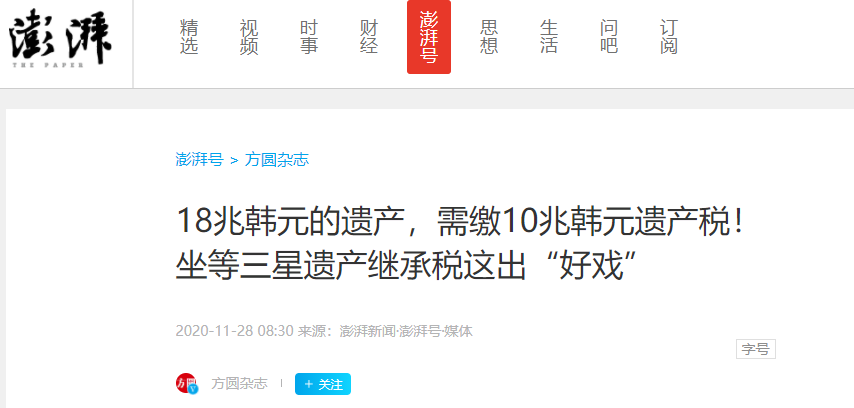 澎湃
THE PAPER
精选
视频
时事
财经
澎湃号
思想
生活
问吧
订阅
澎湃号 > 方圆杂志
18兆韩元的遗产，需缴10兆韩元遗产税！
坐等三星遗产继承税这出“好戏”
2020-11-28 08:30 来源：澎湃新闻·澎湃号·媒体
字号
方圆 V 方圆杂志 | + 关注